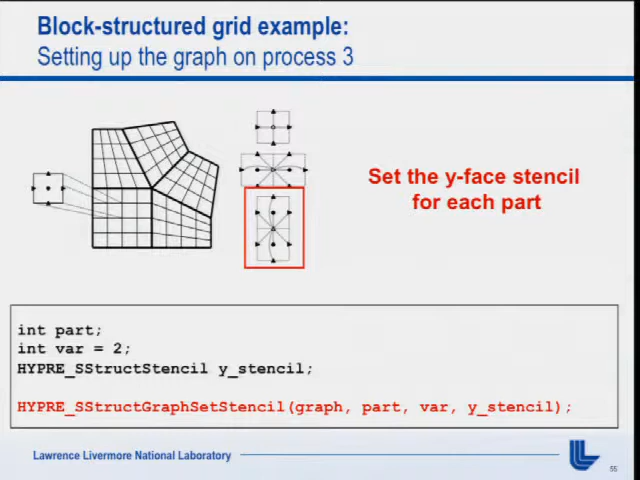 Block-structured grid example:
Setting up the graph on process 3
Set the y-face stencil
for each part
int part;
int var = 2;
HYPRE_SStructStencil y_stencil;
HYPRE_SStructGraphSetStencil(graph, part, var, y_stencil);
Lawrence Livermore National Laboratory
55